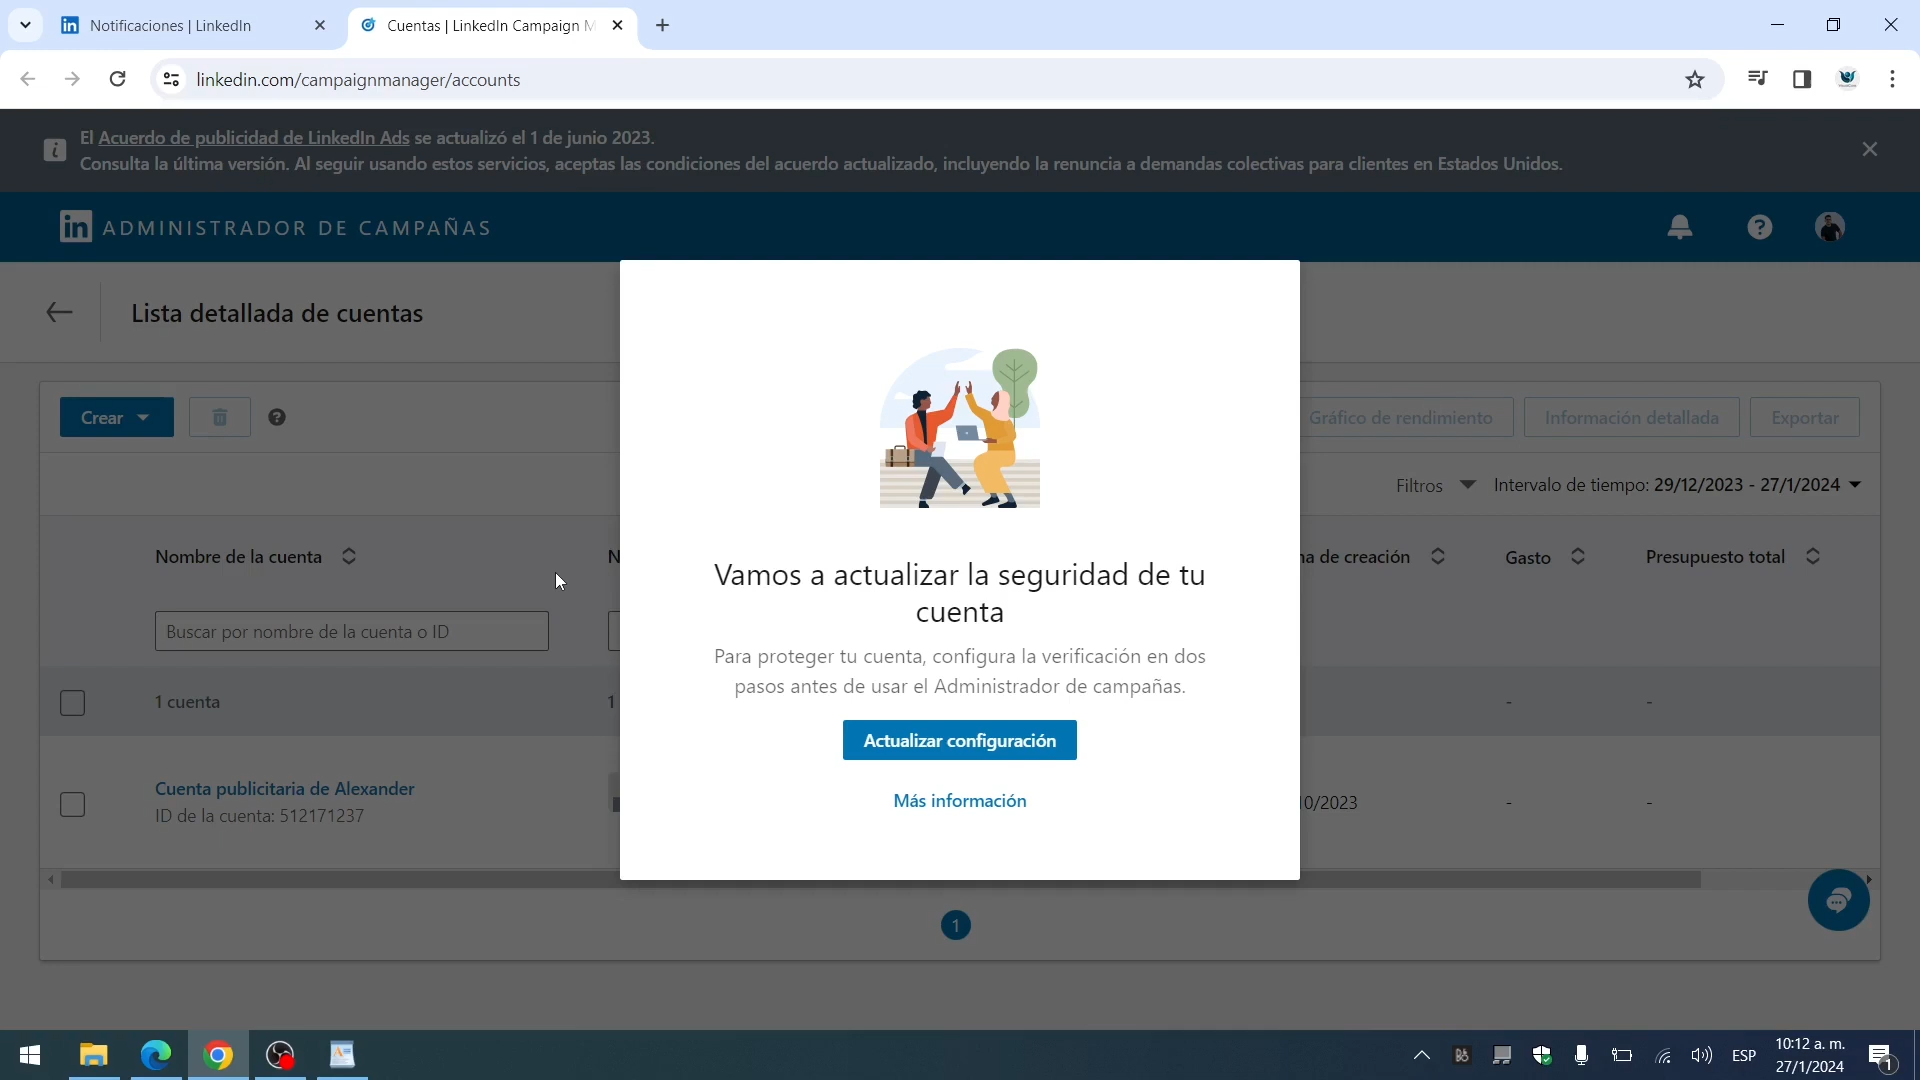 Notificaciones | LinkedIn
Cuentas | LinkedIn Campaign M
linkedin.com/campaignmanager/accounts
El Acuerdo de publicidad de LinkedIn Ads se actualizó el 1 de junio 2023.
Consulta la última versión. Al seguir usando estos servicios, aceptas las condiciones del acuerdo actualizado, incluyendo la renuncia a demandas colectivas para clientes en Estados Unidos.
in ADMINISTRADOR DE CAMPAÑAS
Lista detallada de cuentas
Crear
Gráfico de rendimiento
Información detallada
Exportar
Filtros
Intervalo de tiempo: 29/12/2023 - 27/1/2024
Nombre de la cuenta
N
ha de creación
Gasto
Presupuesto total
Buscar por nombre de la cuenta o ID
1 cuenta
1
-
-
Cuenta publicitaria de Alexander
ID de la cuenta: 512171237
10/2023
-
-
1
Vamos a actualizar la seguridad de tu
cuenta
Para proteger tu cuenta, configura la verificación en dos
pasos antes de usar el Administrador de campañas.
Actualizar configuración
Más información
ESP
10:12 a. m.
27/1/2024
1